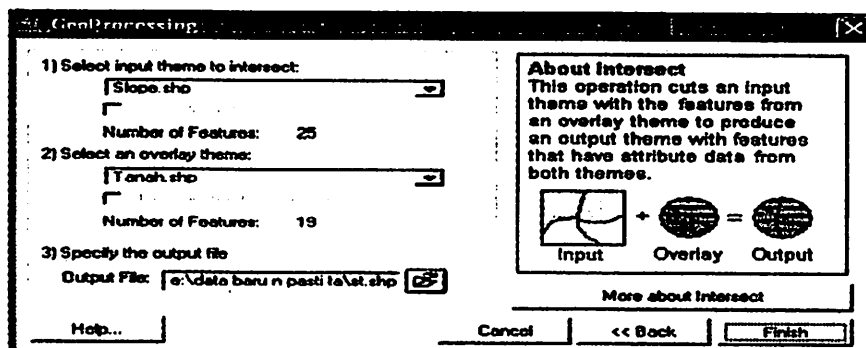 GeoProcessing
1) Select input theme to intersect:
Slope.shp
Number of Features: 25
2) Select an overlay theme:
Tanah.shp
Number of Features: 19
3) Specify the output file
Output File: e:\data baru n pasti ta\st.shp
About Intersect
This operation cuts an input
theme with the features from
an overlay theme to produce
an output theme with features
that have attribute data from
both themes.
Input + Overlay = Output
More about Intersect
Help...
Cancel
<< Back
Finish